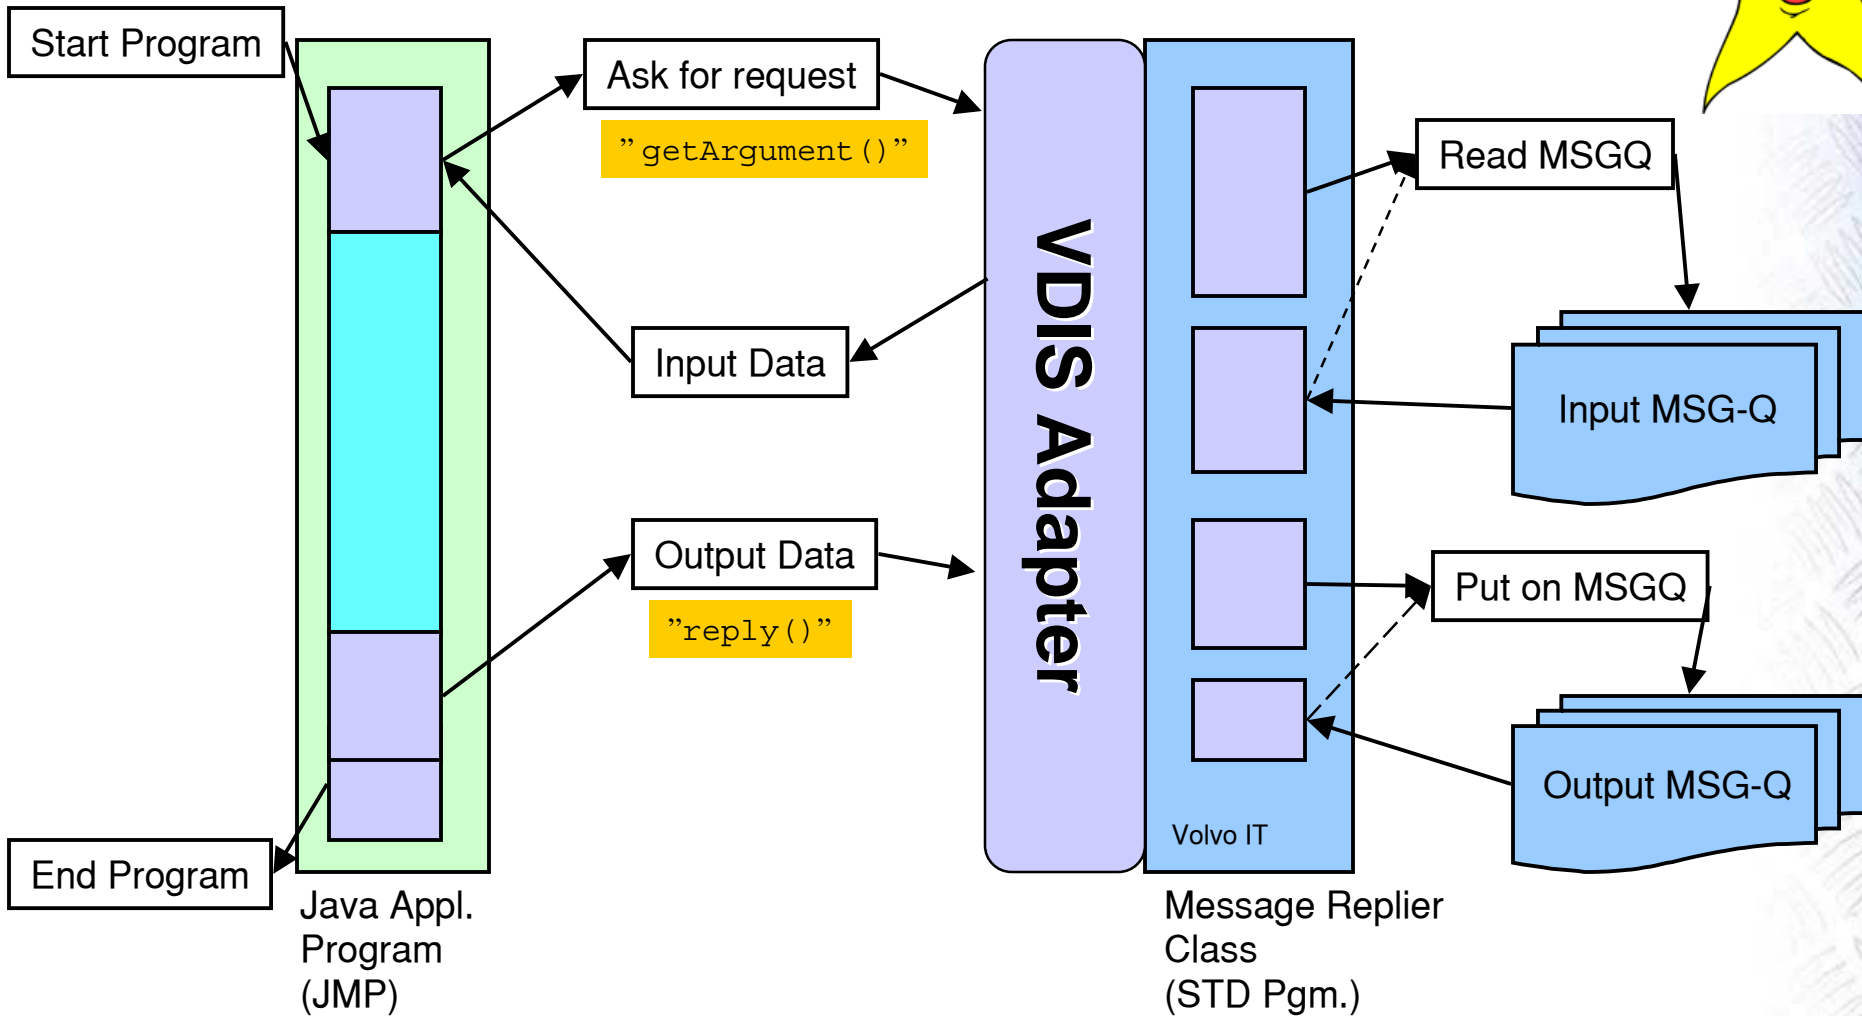 Start Program
Ask for request
”getArgument()”
Read MSGQ
Input Data
VDIS Adapter
Input MSG-Q
Output Data
”reply()”
Put on MSGQ
Output MSG-Q
Volvo IT
End Program
Java Appl.
Program
(JMP)
Message Replier
Class
(STD Pgm.)